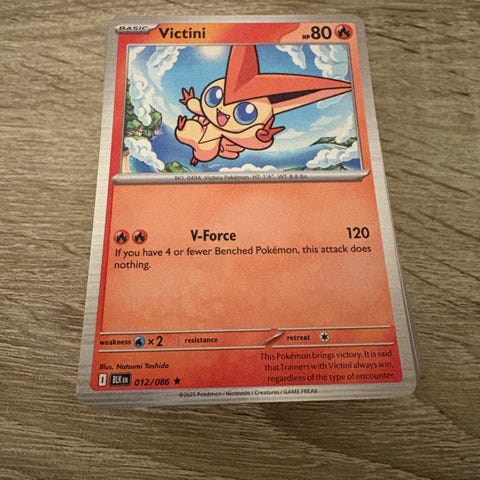 BASIC Victini HP 80
NO. 0494 Victory Pokémon HT: 1'4" WT: 8.8 lbs.
V-Force 120
If you have 4 or fewer Benched Pokémon, this attack does
nothing.
weakness ×2 resistance retreat
Illus. Natsumi Yoshida
This Pokémon brings victory. It is said
that Trainers with Victini always win,
regardless of the type of encounter.
BLK EN 012/086
©2025 Pokémon / Nintendo / Creatures / GAME FREAK